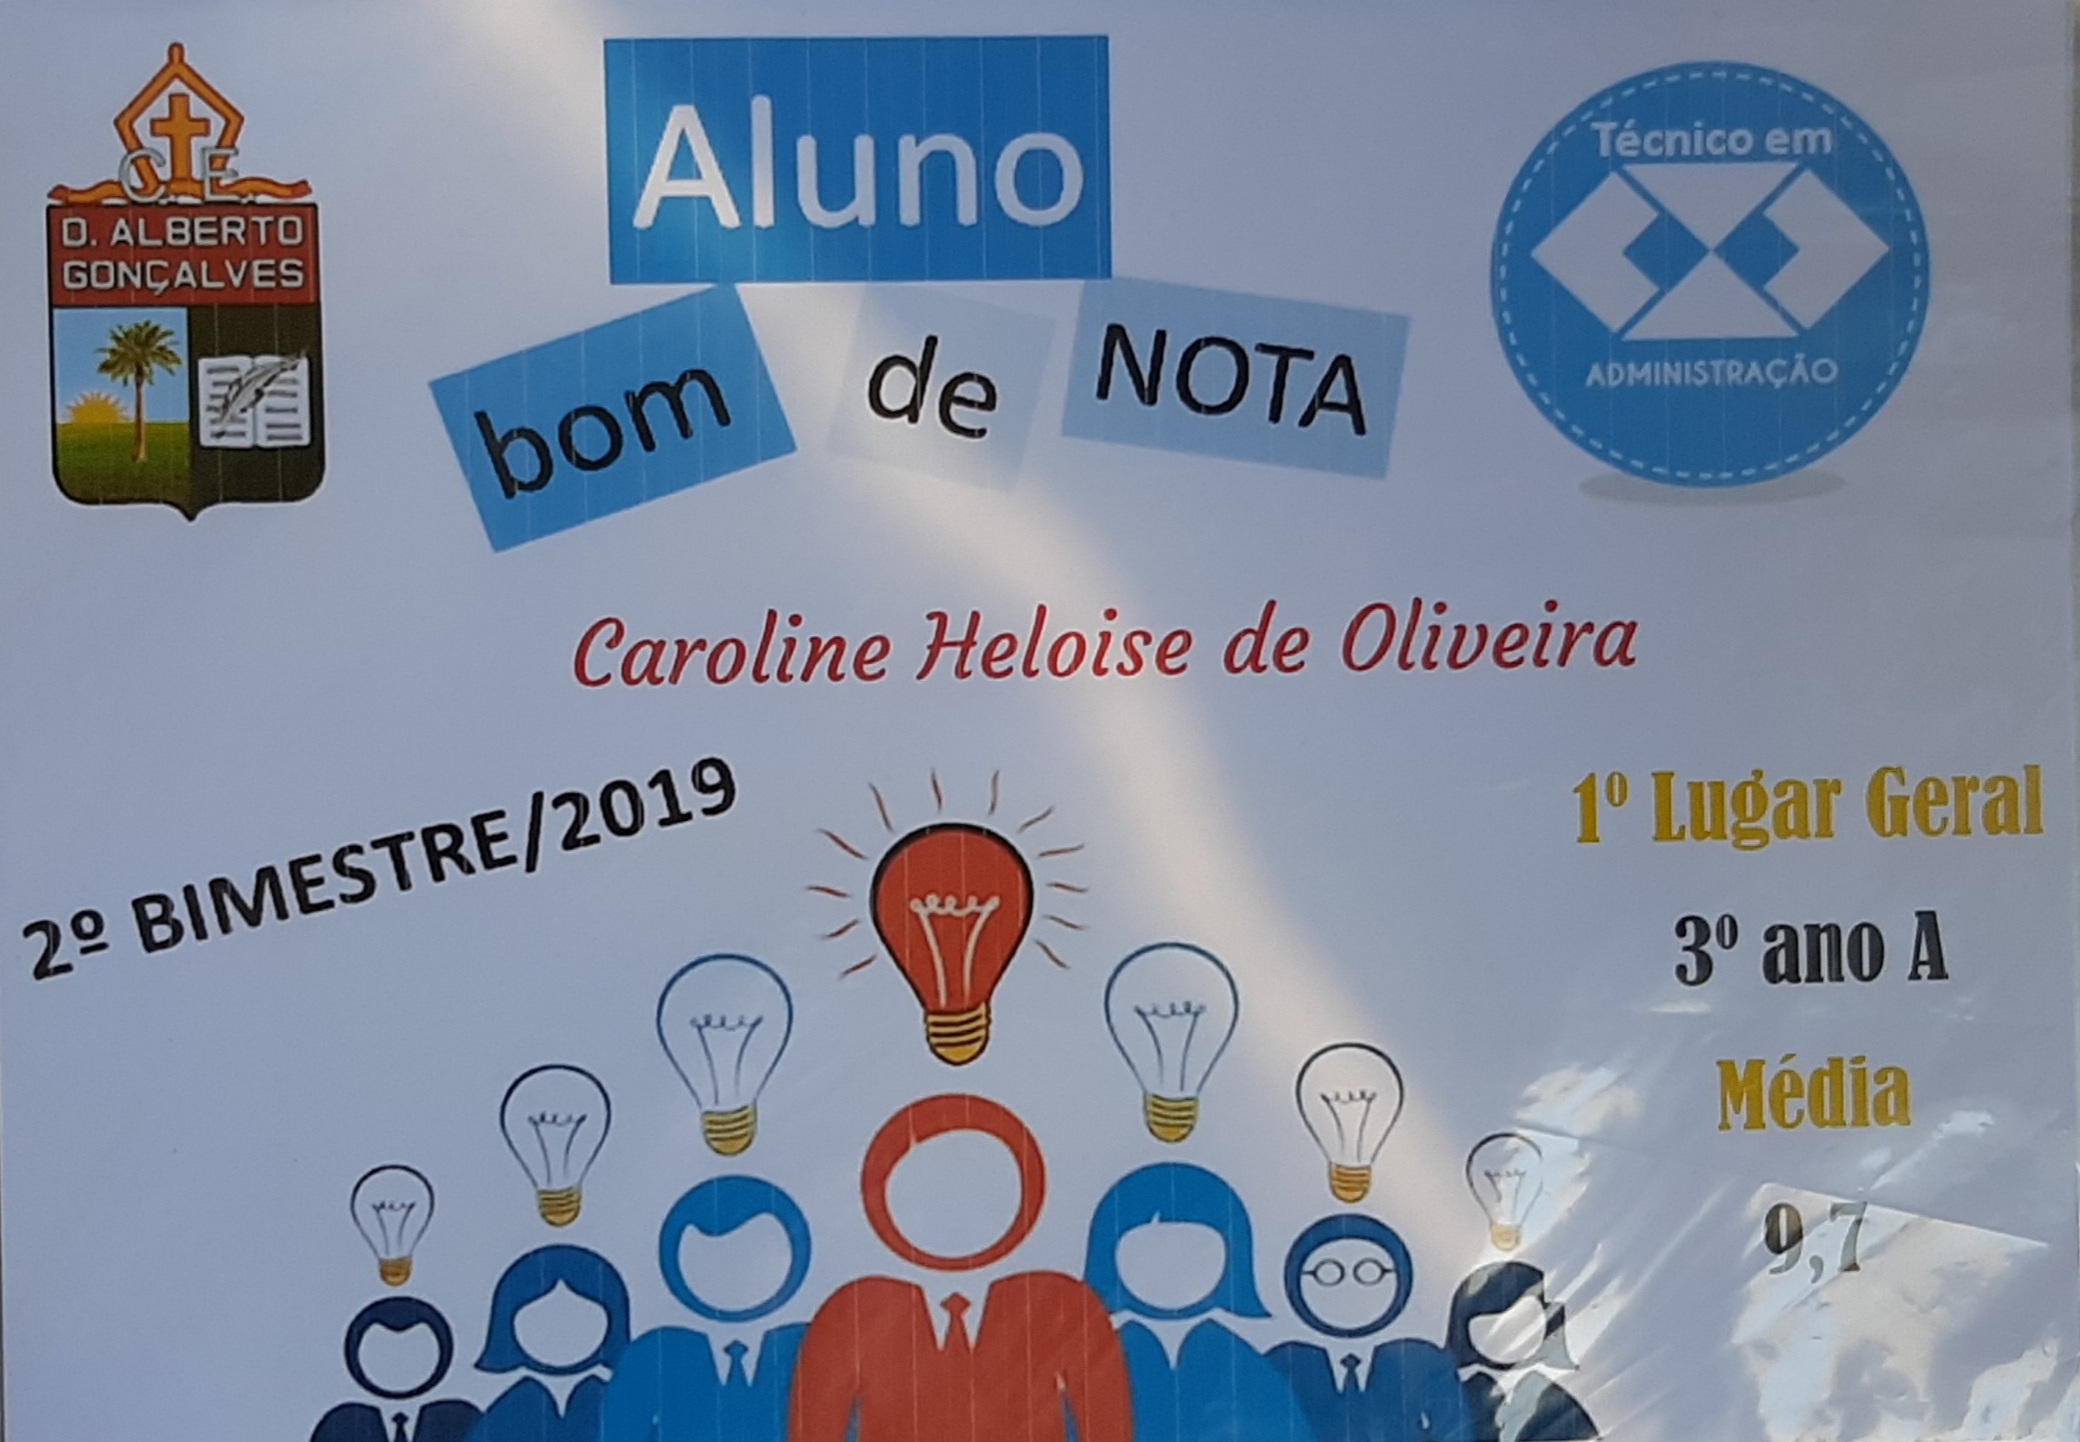 C. E.
D. ALBERTO
GONÇALVES
Aluno
bom de NOTA
Técnico em
ADMINISTRAÇÃO
Caroline Heloise de Oliveira
2º BIMESTRE/2019
1º Lugar Geral
3º ano A
Média
9,7